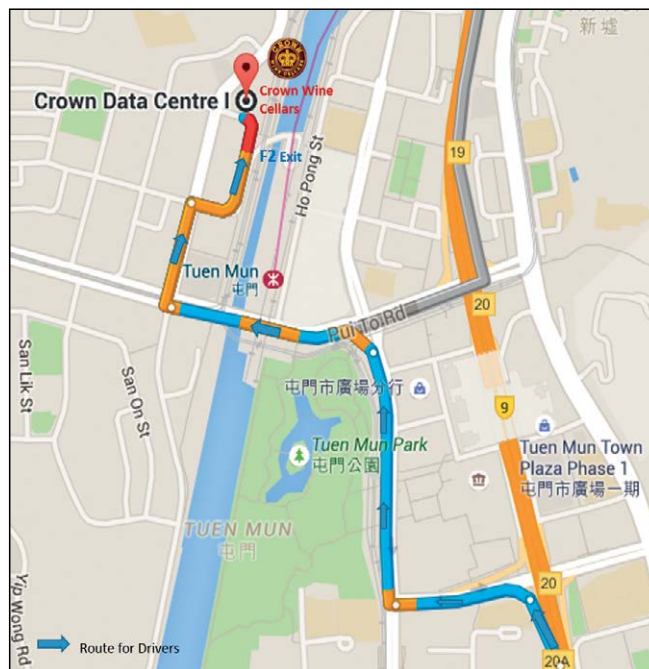 新墟
CROWN
WINE CELLARS
Crown Data Centre I
Crown Wine
Cellars
F2 Exit
Ho Pong St
19
Tuen Mun
屯門
20
Pui To Rd
San Lik St
San On St
屯門市廣場分行
9
Tuen Mun Park
屯門公園
Tuen Mun Town
Plaza Phase 1
屯門市廣場一期
TUEN MUN
屯門
20
Yip Wong Rd
Route for Drivers
20A